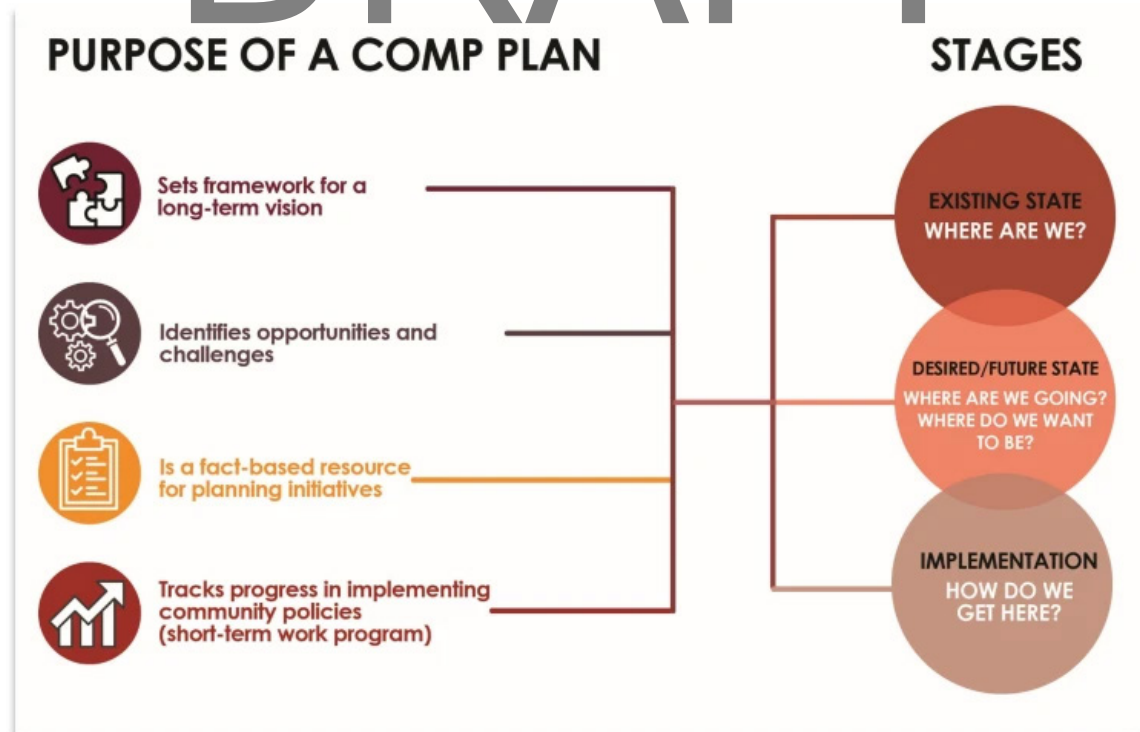 DRAFT
PURPOSE OF A COMP PLAN
STAGES
Sets framework for a
long-term vision
Identifies opportunities and
challenges
Is a fact-based resource
for planning initiatives
Tracks progress in implementing
community policies
(short-term work program)
EXISTING STATE
WHERE ARE WE?
DESIRED/FUTURE STATE
WHERE ARE WE GOING?
WHERE DO WE WANT
TO BE?
IMPLEMENTATION
HOW DO WE
GET HERE?